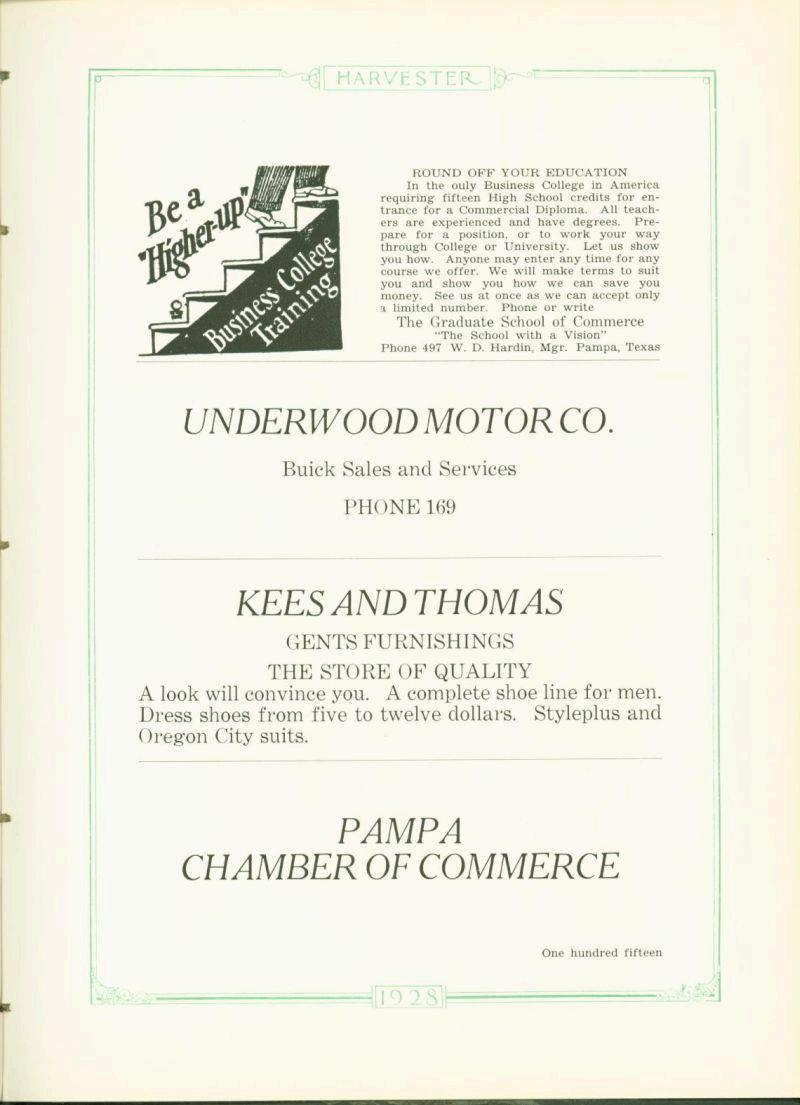 HARVESTER
Be a
"Higher-up"
Business College
Training
ROUND OFF YOUR EDUCATION
In the ouly Business College in America
requiring fifteen High School credits for en-
trance for a Commercial Diploma. All teach-
ers are experienced and have degrees. Pre-
pare for a position, or to work your way
through College or University. Let us show
you how. Anyone may enter any time for any
course we offer. We will make terms to suit
you and show you how we can save you
money. See us at once as we can accept only
a limited number. Phone or write
The Graduate School of Commerce
"The School with a Vision"
Phone 497 W. D. Hardin, Mgr. Pampa, Texas
UNDERWOOD MOTOR CO.
Buick Sales and Services
PHONE 169
KEES AND THOMAS
GENTS FURNISHINGS
THE STORE OF QUALITY
A look will convince you. A complete shoe line for men.
Dress shoes from five to twelve dollars. Styleplus and
Oregon City suits.
PAMPA
CHAMBER OF COMMERCE
One hundred fifteen
1928